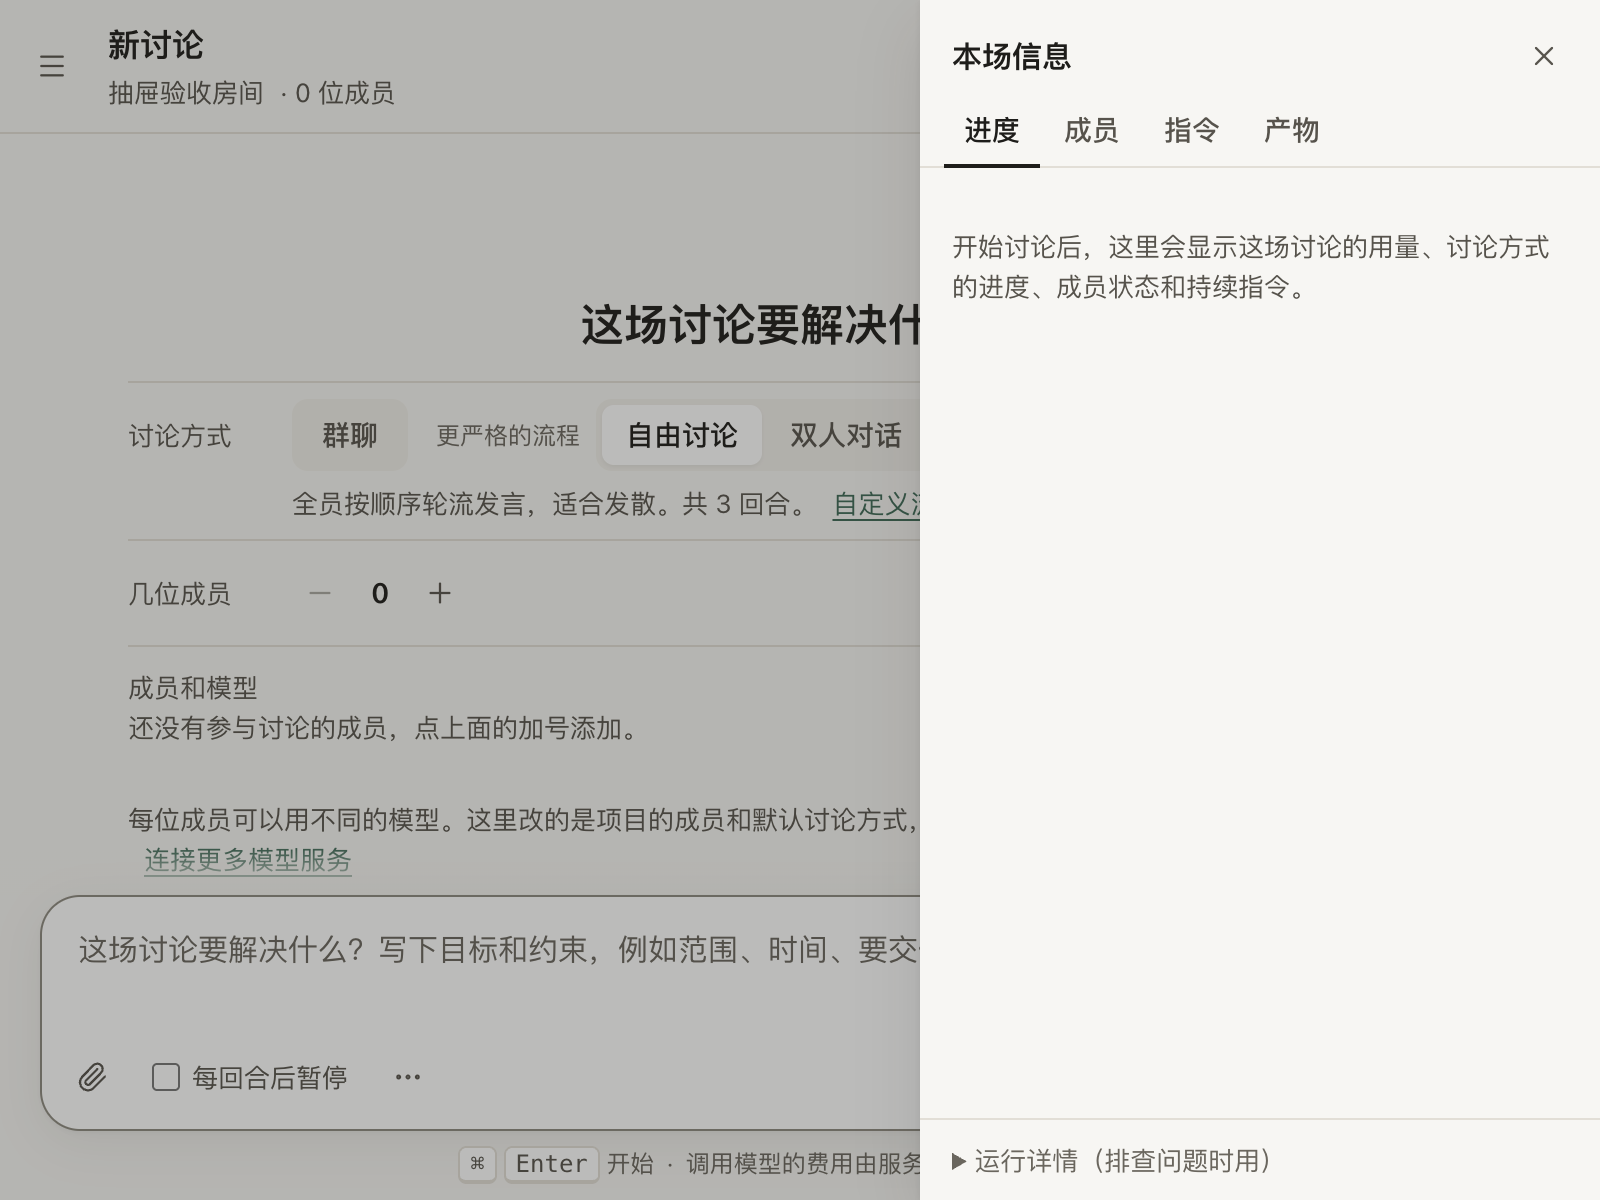 新讨论
抽屉验收房间 · 0 位成员
这场讨论要解决什
讨论方式
群聊
更严格的流程
自由讨论
双人对话
全员按顺序轮流发言，适合发散。共 3 回合。 自定义
几位成员
0
成员和模型
还没有参与讨论的成员，点上面的加号添加。
每位成员可以用不同的模型。这里改的是项目的成员和默认讨论方式，
连接更多模型服务
这场讨论要解决什么？写下目标和约束，例如范围、时间、要交
每回合后暂停
⌘ Enter 开始 · 调用模型的费用由服务
本场信息
进度
成员
指令
产物
开始讨论后，这里会显示这场讨论的用量、讨论方式
的进度、成员状态和持续指令。
运行详情（排查问题时用）